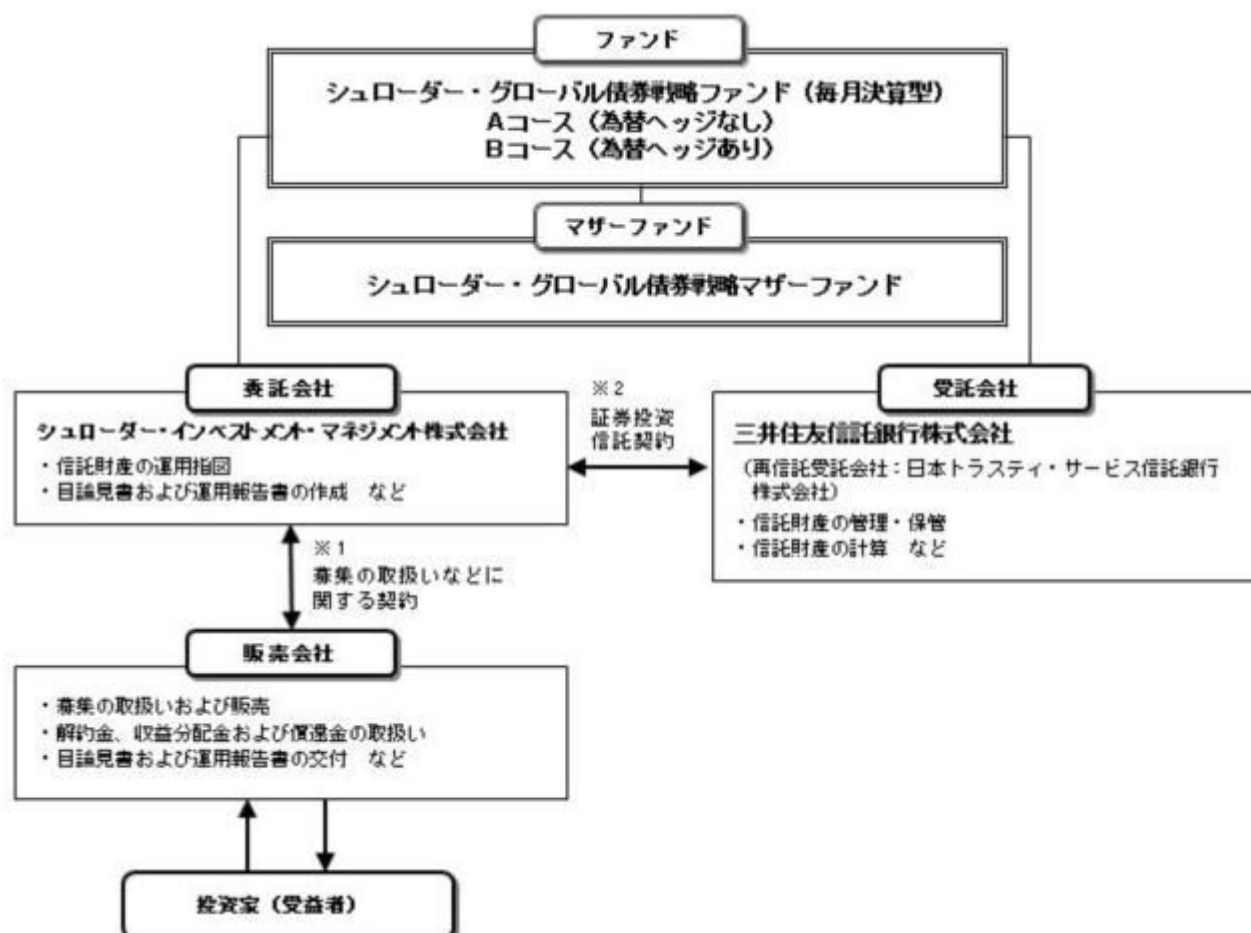 ファンド
シュローダー・グローバル債券戦略ファンド（毎月決算型）
Aコース（為替ヘッジなし）
Bコース（為替ヘッジあり）
マザーファンド
シュローダー・グローバル債券戦略マザーファンド
委託会社
シュローダー・インベストメント・マネジメント株式会社
・信託財産の運用指図
・目論見書および運用報告書の作成　など
※2
証券投資
信託契約
受託会社
三井住友信託銀行株式会社
（再信託受託会社：日本トラスティ・サービス信託銀行
株式会社）
・信託財産の管理・保管
・信託財産の計算　など
※1
募集の取扱いなどに
関する契約
販売会社
・募集の取扱いおよび販売
・解約金、収益分配金および償還金の取扱い
・目論見書および運用報告書の交付　など
投資家（受益者）